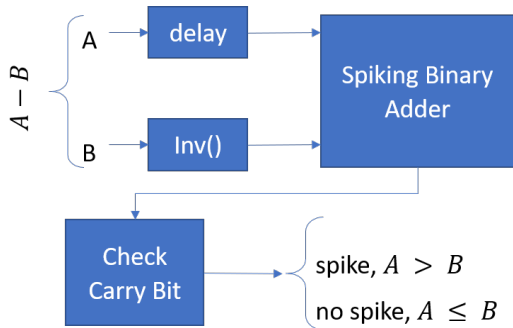 A − B
A
delay
B
Inv()
Spiking Binary
Adder
Check
Carry Bit
spike, A > B
no spike, A ≤ B